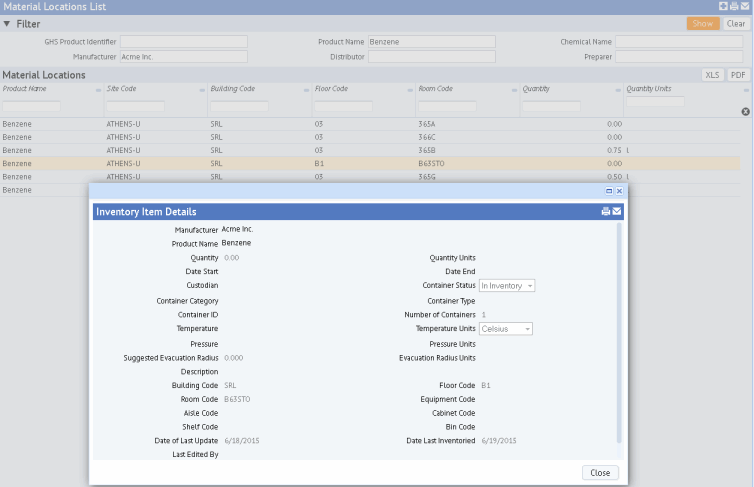 Material Locations List
Filter
Show Clear
GHS Product Identifier Product Name Benzene Chemical Name
Manufacturer Acme Inc. Distributor Preparer
Material Locations XLS PDF
Product Name Site Code Building Code Floor Code Room Code Quantity Quantity Units
Benzene ATHENS-U SRL 03 365A 0.00
Benzene ATHENS-U SRL 03 366C 0.00
Benzene ATHENS-U SRL 03 365B 0.75 l
Benzene ATHENS-U SRL B1 B635TO 0.00
Benzene ATHENS-U SRL 03 365G 0.50 l
Benzene
Inventory Item Details
Manufacturer Acme Inc.
Product Name Benzene
Quantity 0.00 Quantity Units
Date Start Date End
Custodian Container Status In Inventory
Container Category Container Type
Container ID Number of Containers 1
Temperature Temperature Units Celsius
Pressure Pressure Units
Suggested Evacuation Radius 0.000 Evacuation Radius Units
Description
Building Code SRL Floor Code B1
Room Code B635TO Equipment Code
Aisle Code Cabinet Code
Shelf Code Bin Code
Date of Last Update 6/18/2015 Date Last Inventoried 6/19/2015
Last Edited By
Close